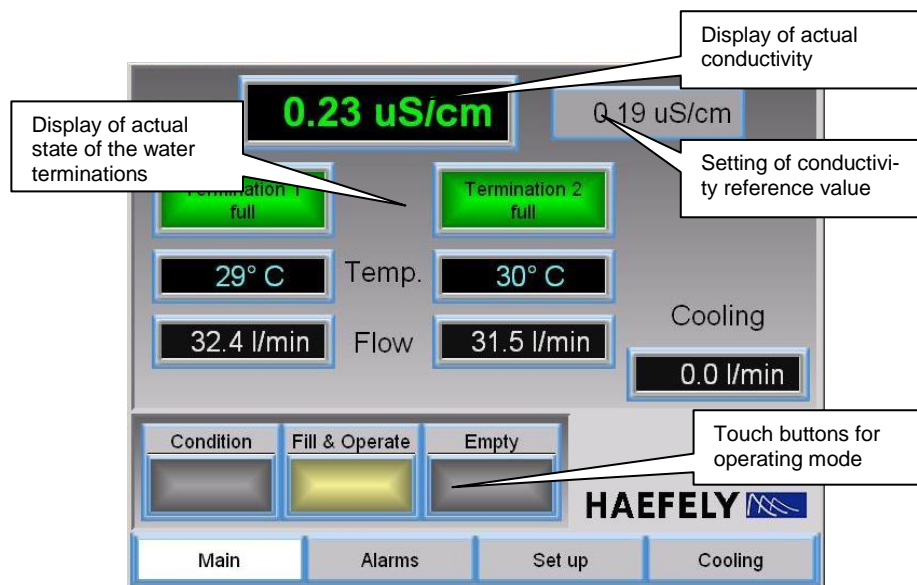 Display of actual
conductivity
0.23 uS/cm
0.19 uS/cm
Display of actual
state of the water
terminations
Setting of conductivi-
ty reference value
Termination 1
full
Termination 2
full
29° C
Temp.
30° C
32.4 l/min
Flow
31.5 l/min
Cooling
0.0 l/min
Condition
Fill & Operate
Empty
Touch buttons for
operating mode
HAEFELY
Main
Alarms
Set up
Cooling